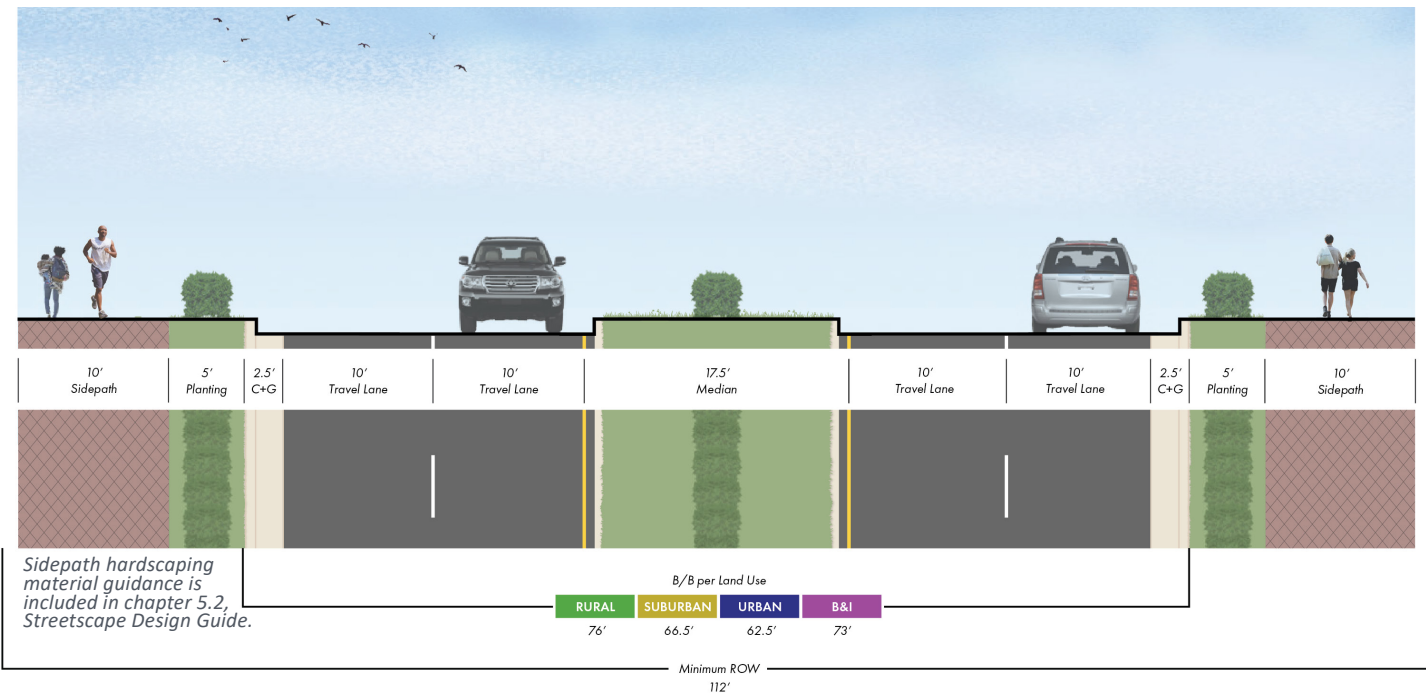 10’ 5’ 2.5’ 10’ 10’ 17.5’ 10’ 10’ 2.5’ 5’ 10’
Sidepath Planting C+G Travel Lane Travel Lane Median Travel Lane Travel Lane C+G Planting Sidepath
Sidepath hardscaping
material guidance is
included in chapter 5.2,
Streetscape Design Guide.
B/B per Land Use
RURAL SUBURBAN URBAN B&I
76’ 66.5’ 62.5’ 73’
Minimum ROW
112’